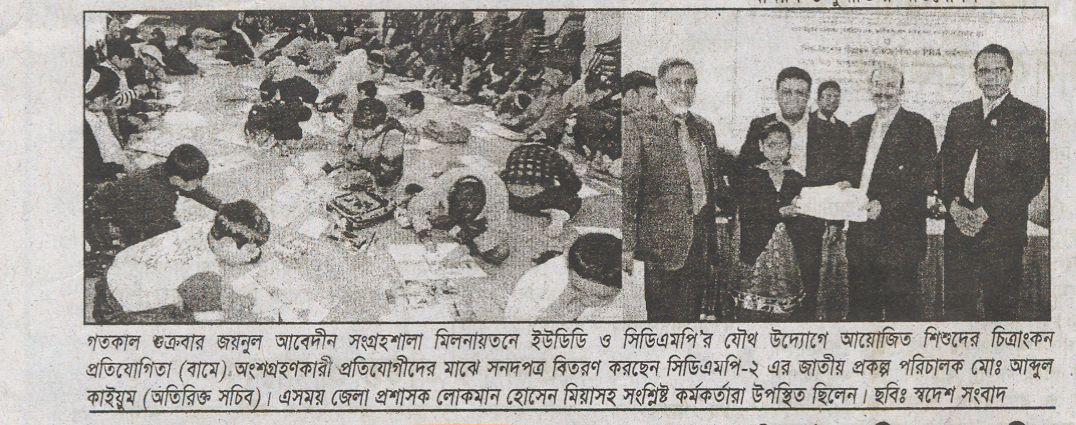 গতকাল শুক্রবার জয়নুল আবেদীন সংগ্রহশালা মিলনায়তনে ইউডিডি ও সিডিএমপি'র যৌথ উদ্যোগে আয়োজিত শিশুদের চিত্রাংকন
প্রতিযোগিতা (বামে) অংশগ্রহণকারী প্রতিযোগীদের মাঝে সনদপত্র বিতরণ করছেন সিডিএমপি-২ এর জাতীয় প্রকল্প পরিচালক মোঃ আব্দুল
কাইয়ুম (অতিরিক্ত সচিব)। এসময় জেলা প্রশাসক লোকমান হোসেন মিয়াসহ সংশ্লিষ্ট কর্মকর্তারা উপস্থিত ছিলেন। ছবিঃ স্বদেশ সংবাদ